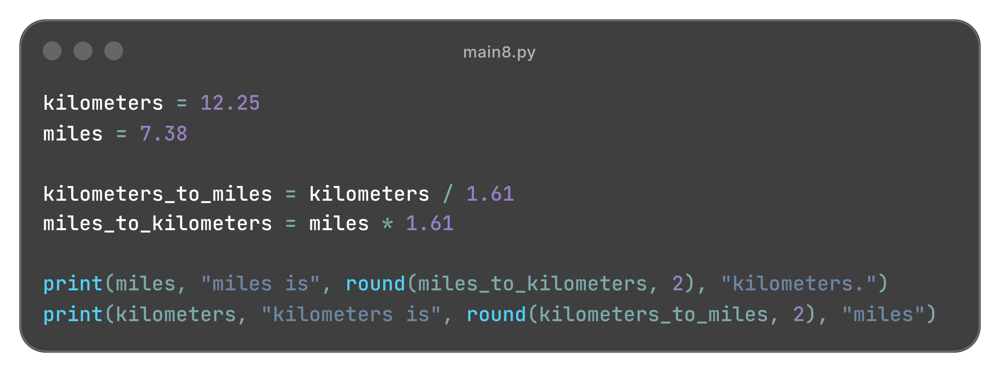 main8.py
kilometers = 12.25
miles = 7.38
kilometers_to_miles = kilometers / 1.61
miles_to_kilometers = miles * 1.61
print(miles, "miles is", round(miles_to_kilometers, 2), "kilometers.")
print(kilometers, "kilometers is", round(kilometers_to_miles, 2), "miles")